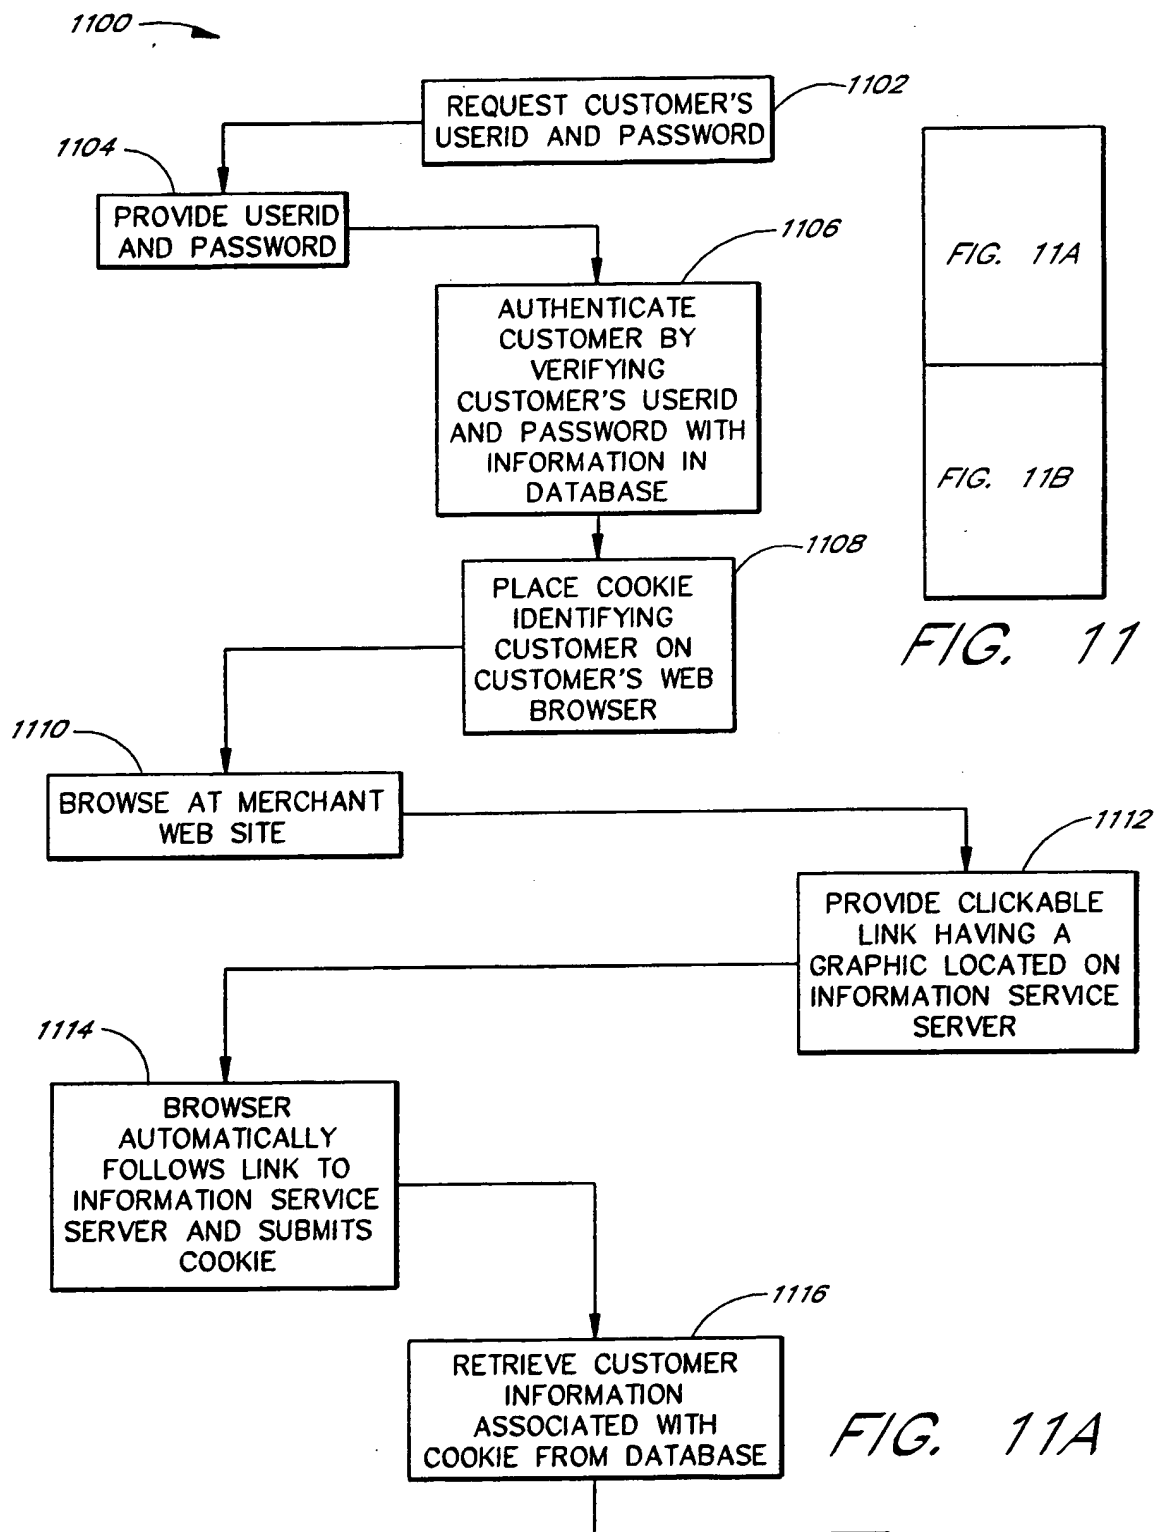 1100
1102
REQUEST CUSTOMER'S
USERID AND PASSWORD
1104
PROVIDE USERID
AND PASSWORD
1106
AUTHENTICATE
CUSTOMER BY
VERIFYING
CUSTOMER'S USERID
AND PASSWORD WITH
INFORMATION IN
DATABASE
FIG. 11A
FIG. 11B
FIG. 11
1108
PLACE COOKIE
IDENTIFYING
CUSTOMER ON
CUSTOMER'S WEB
BROWSER
1110
BROWSE AT MERCHANT
WEB SITE
1112
PROVIDE CLICKABLE
LINK HAVING A
GRAPHIC LOCATED ON
INFORMATION SERVICE
SERVER
1114
BROWSER
AUTOMATICALLY
FOLLOWS LINK TO
INFORMATION SERVICE
SERVER AND SUBMITS
COOKIE
1116
RETRIEVE CUSTOMER
INFORMATION
ASSOCIATED WITH
COOKIE FROM DATABASE
FIG. 11A